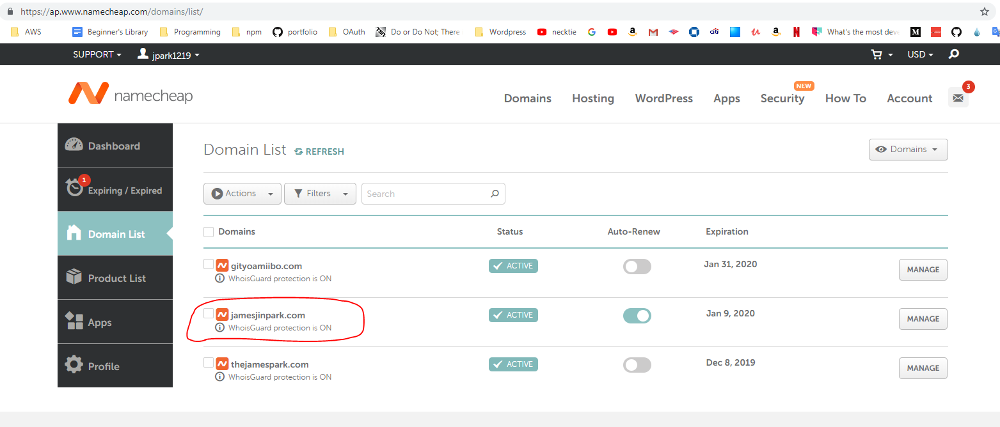 https://ap.www.namecheap.com/domains/list/
AWS Beginner's Library Programming npm portfolio OAuth Do or Do Not; There Wordpress necktie citi What's the most deve
SUPPORT jpark1219 USD
namecheap
Domains Hosting WordPress Apps Security NEW How To Account 3
Dashboard
1
Expiring / Expired
Domain List
Product List
Apps
Profile
Domain List REFRESH Domains
Actions Filters Search
Domains Status Auto-Renew Expiration
gityoamiibo.com ACTIVE Jan 31, 2020 MANAGE
WhoisGuard protection is ON
jamesjinpark.com ACTIVE Jan 9, 2020 MANAGE
WhoisGuard protection is ON
thejamespark.com ACTIVE Dec 8, 2019 MANAGE
WhoisGuard protection is ON